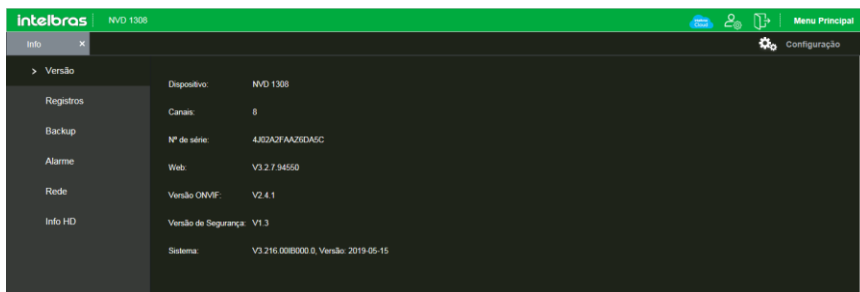 intelbras NVD 1308 Cloud Menu Principal
Info × Configuração
> Versão
Dispositivo: NVD 1308
Registros
Canais: 8
Backup
Nº de série: 4J02A2FAAZ6DA5C
Alarme
Web: V3.2.7.94550
Rede
Versão ONVIF: V2.4.1
Info HD
Versão de Segurança: V1.3
Sistema: V3.216.00IB000.0, Versão: 2019-05-15